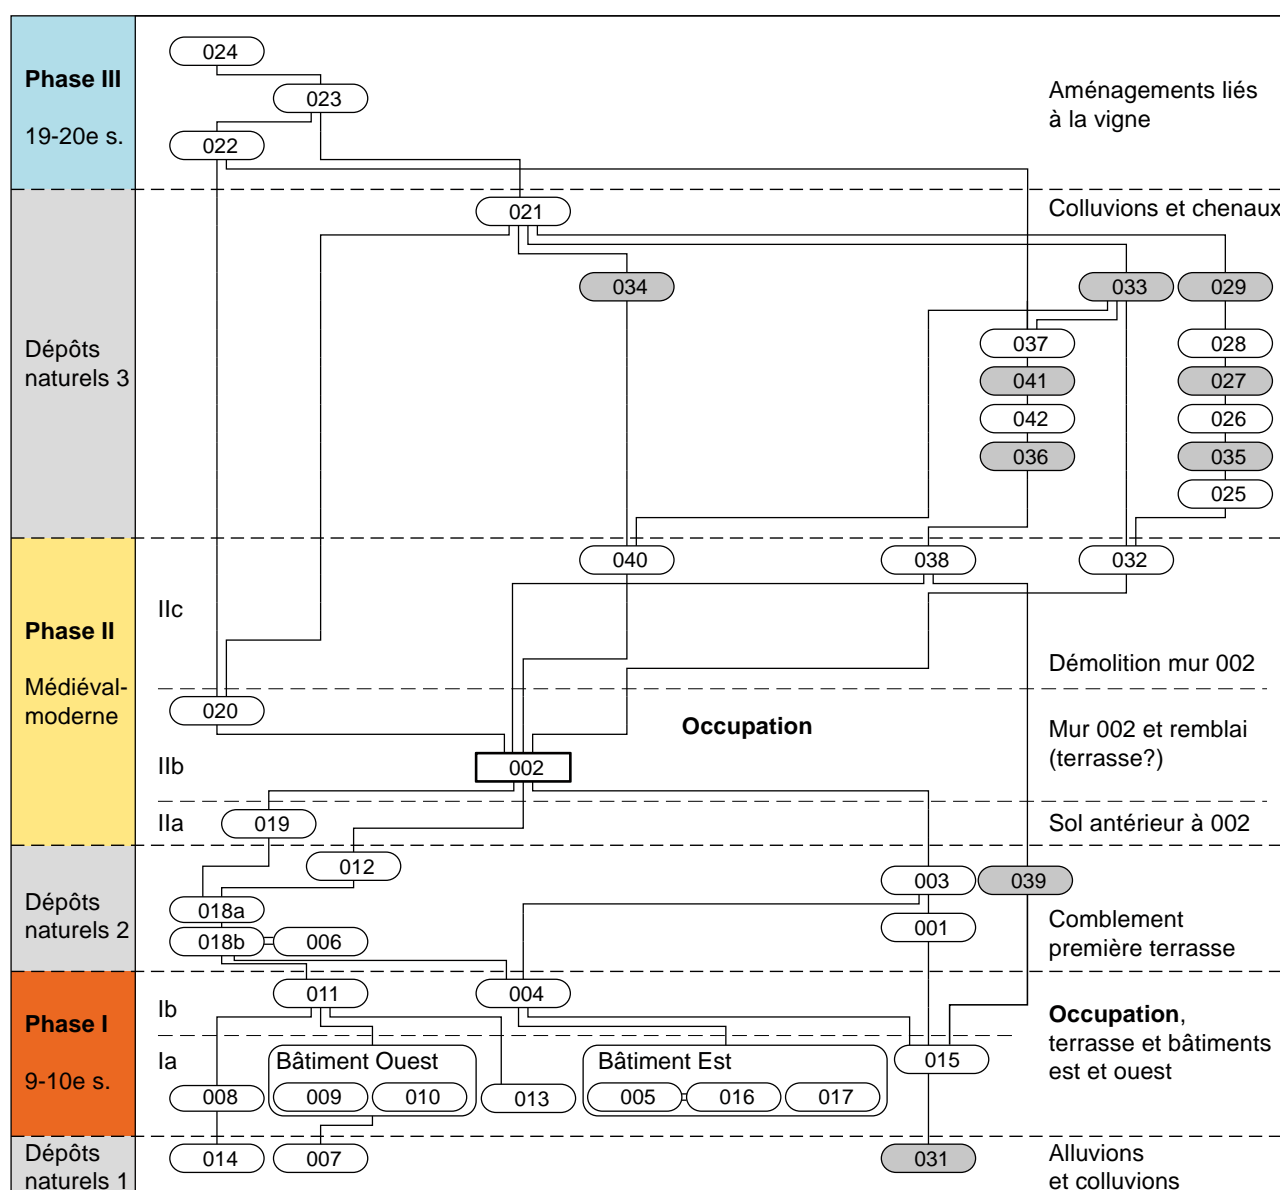 024
Phase III
023
Aménagements liés
à la vigne
19-20e s.
022
Colluvions et chenaux
021
034
033
029
037
028
Dépôts
naturels 3
041
027
042
026
036
035
025
040
038
032
IIc
Phase II
Démolition mur 002
Médiéval-
moderne
020
Occupation
Mur 002 et remblai
(terrasse?)
IIb
002
IIa
019
Sol antérieur à 002
012
003
039
Dépôts
naturels 2
018a
001
Comblement
première terrasse
018b
006
011
004
Ib
Phase I
Occupation,
terrasse et bâtiments
est et ouest
Ia
Bâtiment Ouest
Bâtiment Est
015
9-10e s.
008
009
010
013
005
016
017
Dépôts
naturels 1
014
007
031
Alluvions
et colluvions